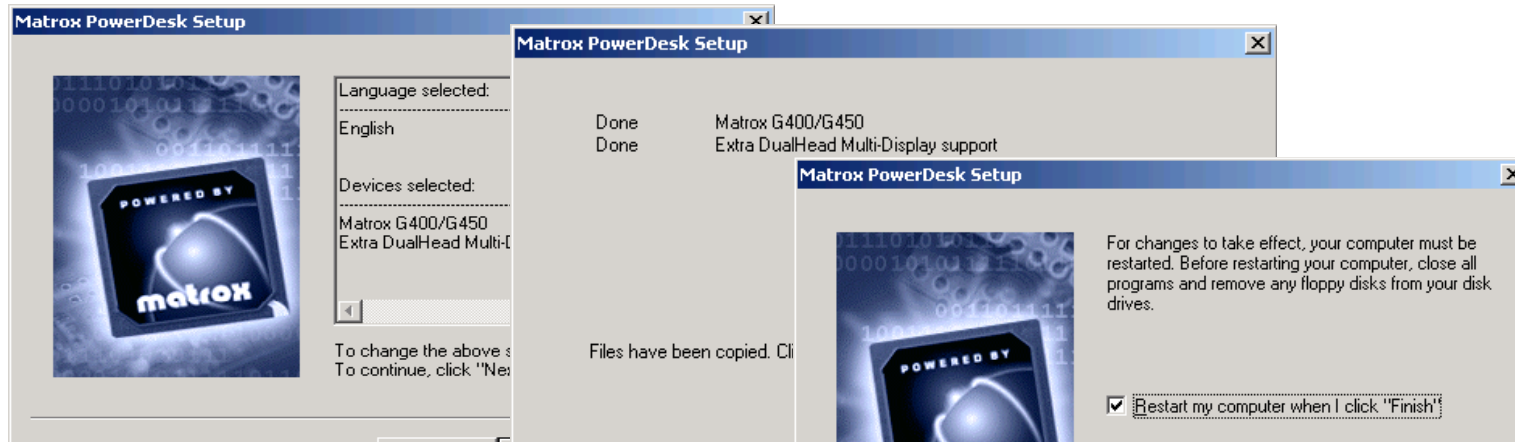 Matrox PowerDesk Setup
Language selected:
English
Devices selected:
Matrox G400/G450
Extra DualHead Multi-
To change the above
To continue, click "Ne
POWERED BY
matrox
Matrox PowerDesk Setup
Done Matrox G400/G450
Done Extra DualHead Multi-Display support
Files have been copied. Cli
Matrox PowerDesk Setup
For changes to take effect, your computer must be
restarted. Before restarting your computer, close all
programs and remove any floppy disks from your disk
drives.
POWERED BY
Restart my computer when I click "Finish"